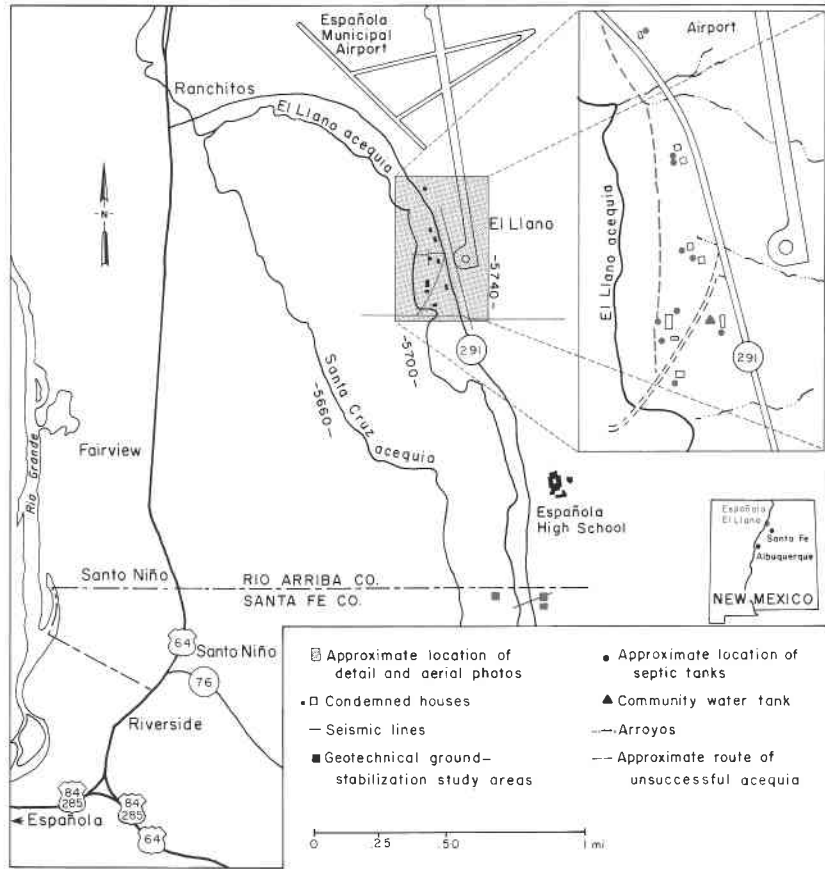 Española
Municipal
Airport
Ranchitos
El Llano acequia
-N-
El Llano
-5740-
-5700-
-5660-
291
Santa Cruz
acequia
Rio Grande
Fairview
Española
High School
Santo Niño
RIO ARRIBA CO.
SANTA FE CO.
64
Santo Niño
76
Riverside
84
285
84
285
64
Española
Airport
El Llano acequia
291
Española
El Llano
Santa Fe
Albuquerque
NEW MEXICO
Approximate location of
detail and aerial photos
Condemned houses
Seismic lines
Geotechnical ground–
stabilization study areas
Approximate location of
septic tanks
Community water tank
Arroyos
Approximate route of
unsuccessful acequia
0 .25 .50 1 mi